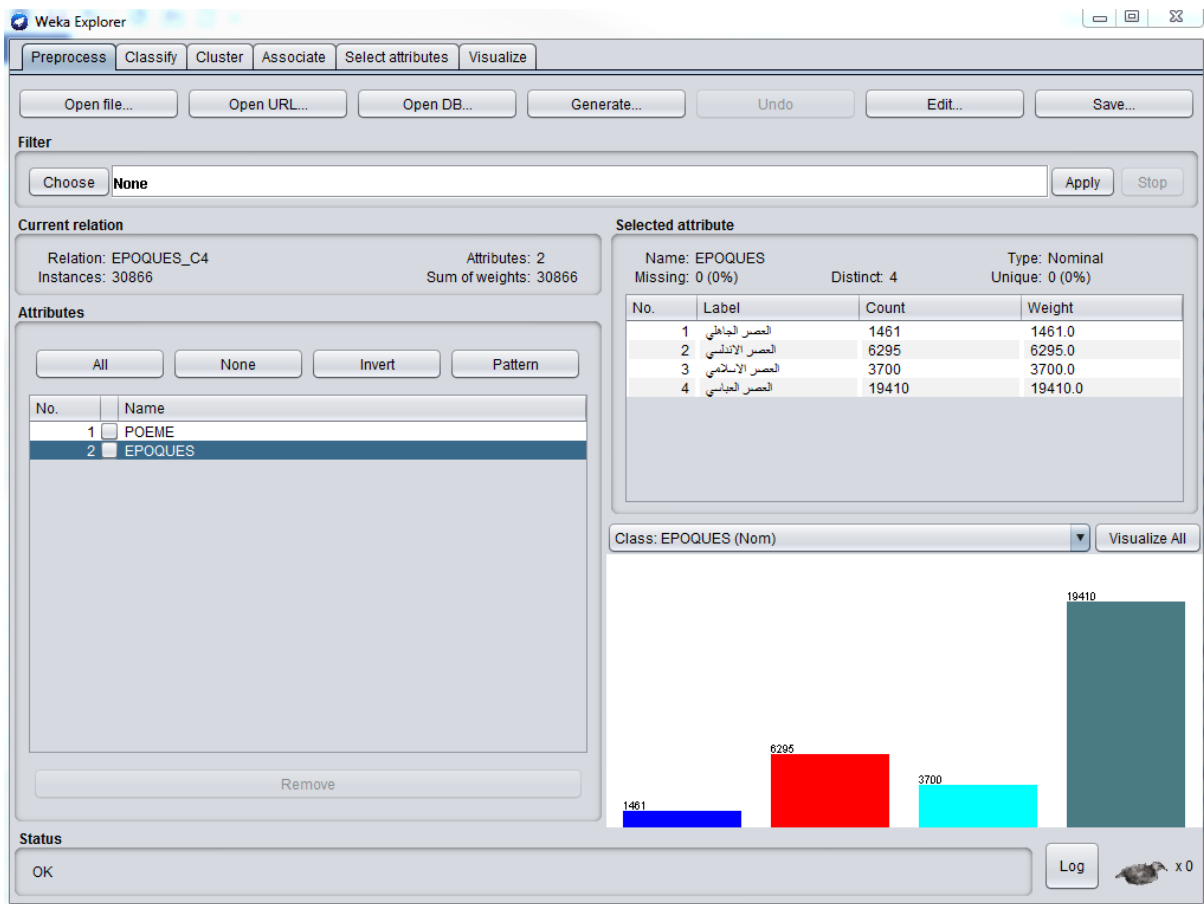 Weka Explorer
Preprocess Classify Cluster Associate Select attributes Visualize
Open file... Open URL... Open DB... Generate... Undo Edit... Save...
Filter
Choose None Apply Stop
Current relation
Relation: EPOQUES_C4 Attributes: 2
Instances: 30866 Sum of weights: 30866
Attributes
All None Invert Pattern
No. Name
1 POEME
2 EPOQUES
Remove
Selected attribute
Name: EPOQUES Type: Nominal
Missing: 0 (0%) Distinct: 4 Unique: 0 (0%)
No. Label Count Weight
1 العصر الجاهلي 1461 1461.0
2 العصر الاندلسي 6295 6295.0
3 العصر الاسلامي 3700 3700.0
4 العصر العباسي 19410 19410.0
Class: EPOQUES (Nom) Visualize All
19410
6295
3700
1461
Status
OK Log x 0